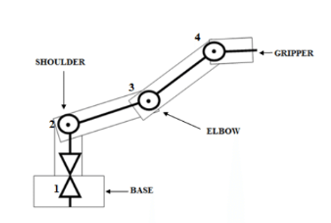 4
GRIPPER
SHOULDER
3
2
ELBOW
1
BASE